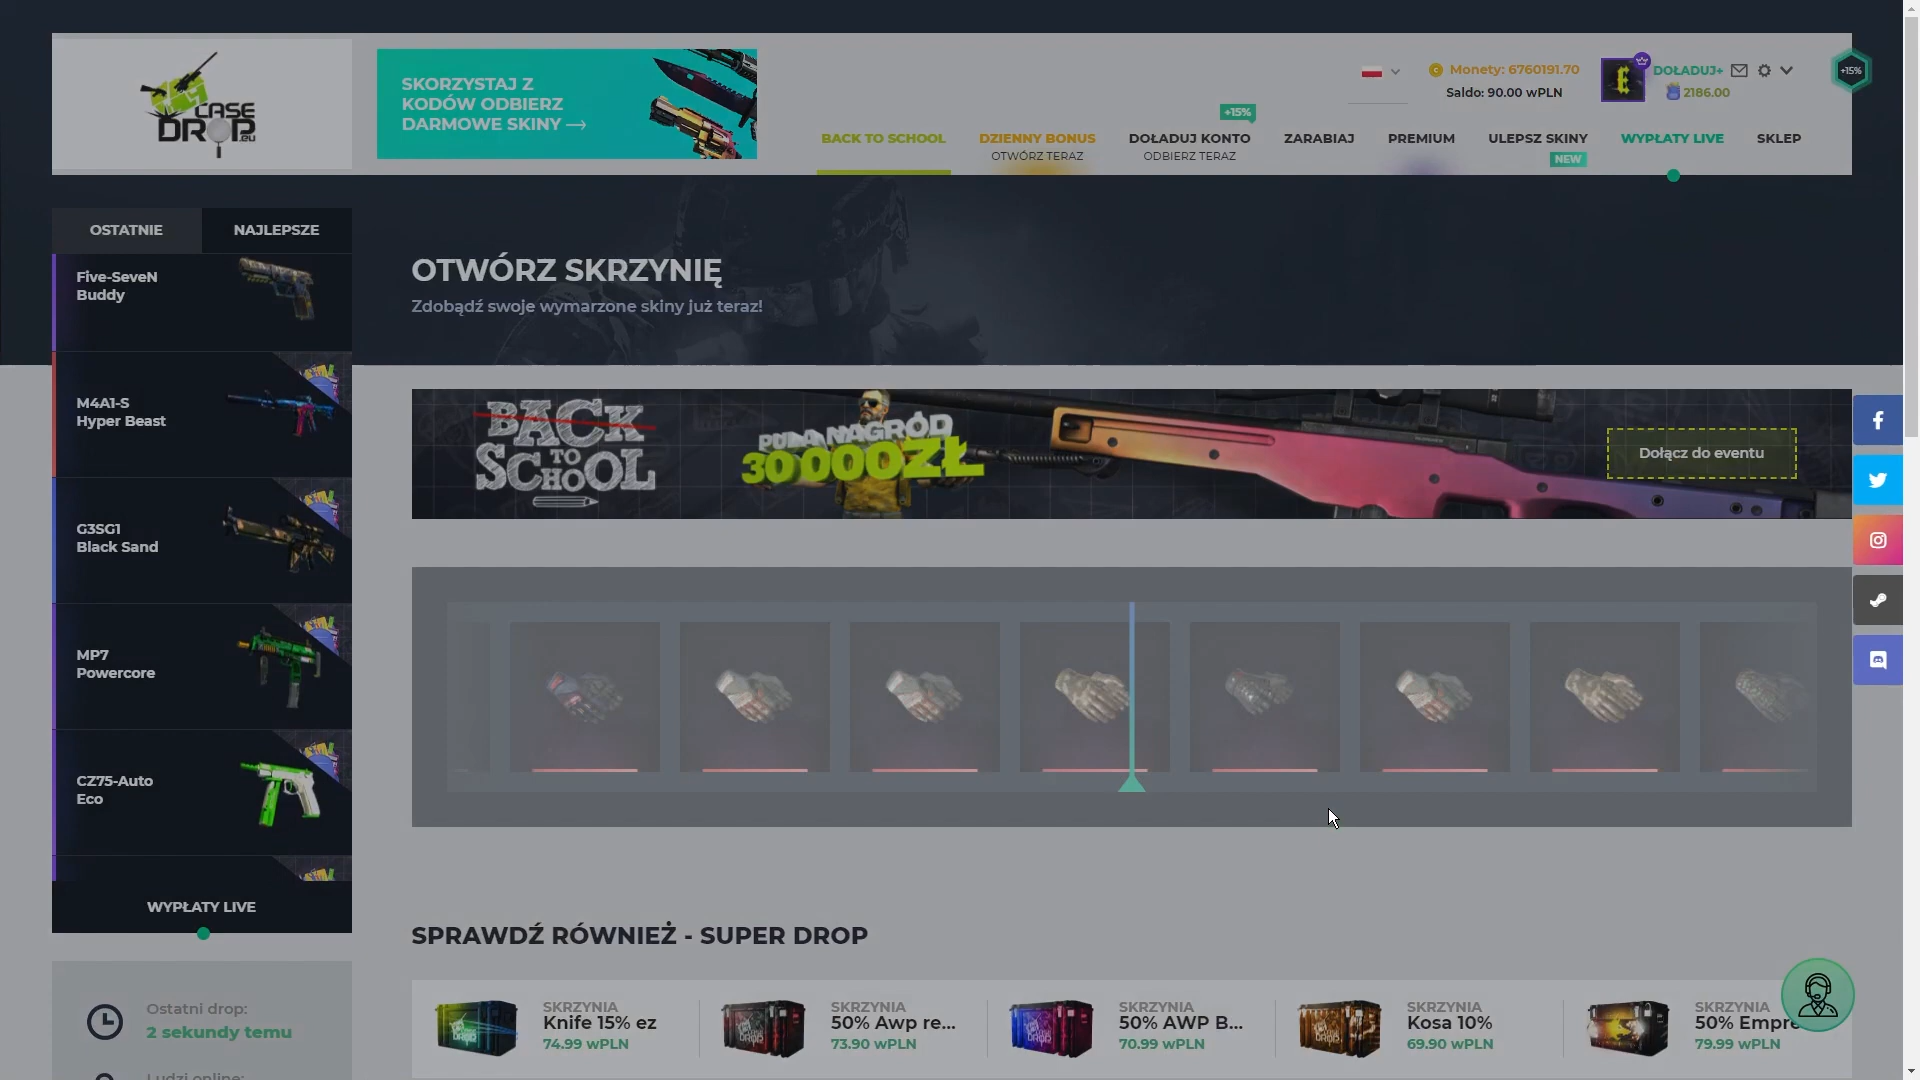 CASE
DROP.eu
SKORZYSTAJ Z
KODÓW ODBIERZ
DARMOWE SKINY →
Monety: 6760191.70
Saldo: 90.00 wPLN
DOŁADUJ+
2186.00
+15%
+15%
BACK TO SCHOOL
DZIENNY BONUS
OTWÓRZ TERAZ
DOŁADUJ KONTO
ODBIERZ TERAZ
ZARABIAJ
PREMIUM
ULEPSZ SKINY
NEW
WYPŁATY LIVE
SKLEP
OSTATNIE
NAJLEPSZE
Five-SeveN
Buddy
M4A1-S
Hyper Beast
G3SG1
Black Sand
MP7
Powercore
CZ75-Auto
Eco
WYPŁATY LIVE
Ostatni drop:
2 sekundy temu
Ludzi online:
OTWÓRZ SKRZYNIĘ
Zdobądź swoje wymarzone skiny już teraz!
BACK
TO
SCHOOL
PULA NAGRÓD
30 000ZŁ
Dołącz do eventu
SPRAWDŹ RÓWNIEŻ - SUPER DROP
SKRZYNIA
Knife 15% ez
74.99 wPLN
SKRZYNIA
50% Awp re...
73.90 wPLN
SKRZYNIA
50% AWP B...
70.99 wPLN
SKRZYNIA
Kosa 10%
69.90 wPLN
SKRZYNIA
50% Empre
79.99 wPLN